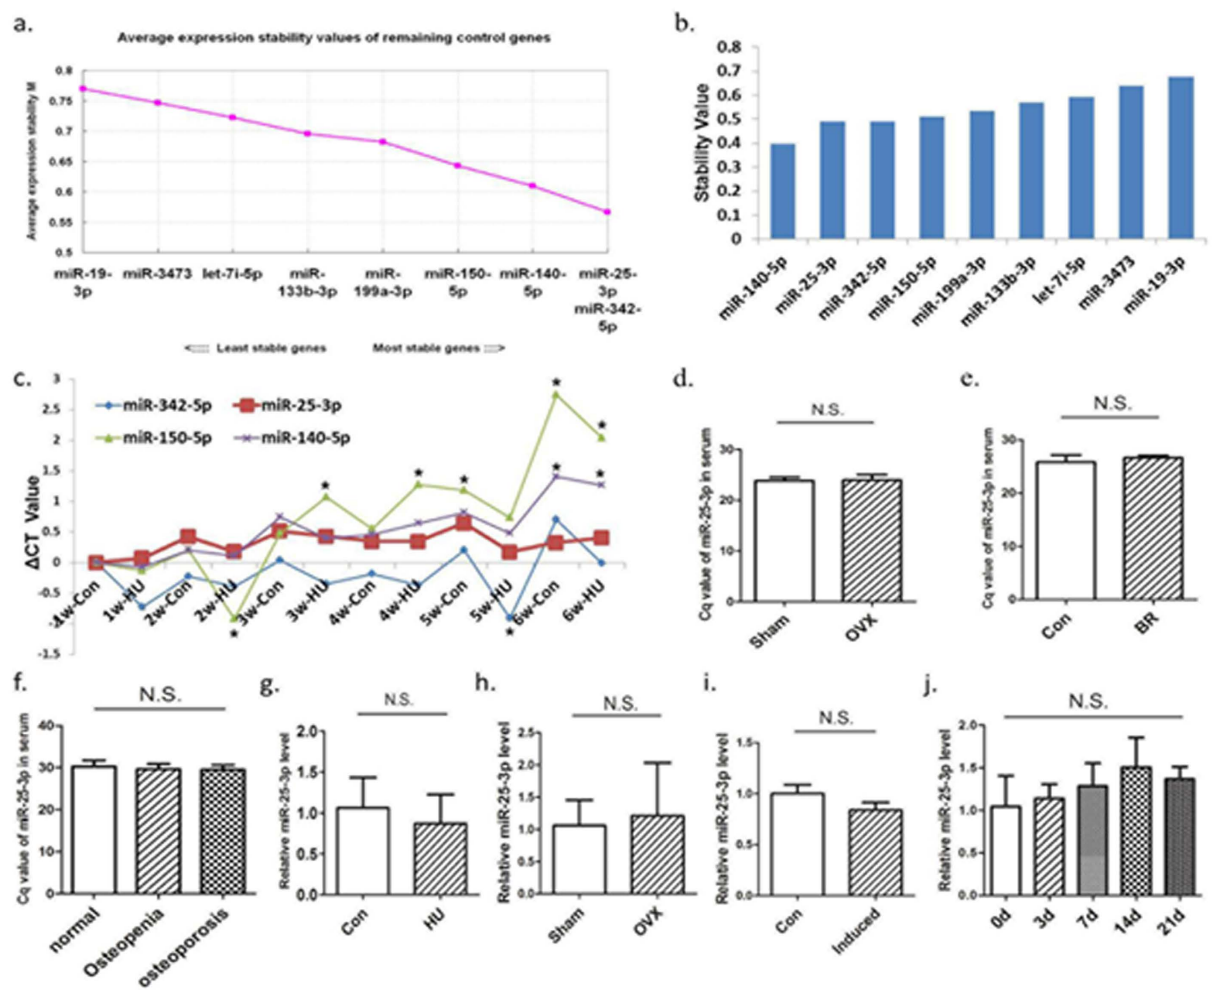 a.
Average expression stability values of remaining control genes
Average expression stability M
0.8
0.75
0.7
0.65
0.6
0.55
0.5
miR-19-
3p
miR-3473
let-7i-5p
miR-
133b-3p
miR-
199a-3p
miR-150-
5p
miR-140-
5p
miR-25-
3p
miR-342-
5p
Least stable genes
Most stable genes
b.
Stability Value
0.8
0.7
0.6
0.5
0.4
0.3
0.2
0.1
0
miR-140-5p
miR-25-3p
miR-342-5p
miR-150-5p
miR-199a-3p
miR-133b-3p
let-7i-5p
miR-3473
miR-19-3p
c.
ΔCT Value
3
2.5
2
1.5
1
0.5
0
-0.5
-1
-1.5
miR-342-5p
miR-25-3p
miR-150-5p
miR-140-5p
1w-Con
1w-HU
2w-Con
2w-HU
3w-Con
3w-HU
4w-Con
4w-HU
5w-Con
5w-HU
6w-Con
6w-HU
★
★
★
★
★
★
★
★
★
d.
N.S.
Cq value of miR-25-3p in serum
30
20
10
0
Sham
OVX
e.
N.S.
Cq value of miR-25-3p in serum
30
20
10
0
Con
BR
f.
N.S.
Cq value of miR-25-3p in serum
40
30
20
10
0
normal
Osteopenia
osteoporosis
g.
N.S.
Relative miR-25-3p level
2.0
1.5
1.0
0.5
0.0
Con
HU
h.
N.S.
Relative miR-25-3p level
2.5
2.0
1.5
1.0
0.5
0.0
Sham
OVX
i.
N.S.
Relative miR-25-3p level
1.5
1.0
0.5
0.0
Con
Induced
j.
N.S.
Relative miR-25-3p level
2.0
1.5
1.0
0.5
0.0
0d
3d
7d
14d
21d